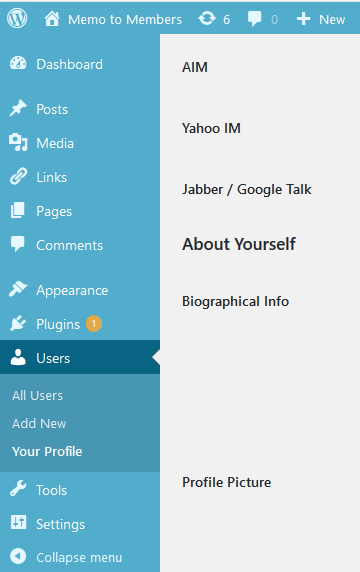 Memo to Members 6 0 New
Dashboard
Posts
Media
Links
Pages
Comments
Appearance
Plugins 1
Users
All Users
Add New
Your Profile
Tools
Settings
Collapse menu
AIM
Yahoo IM
Jabber / Google Talk
About Yourself
Biographical Info
Profile Picture